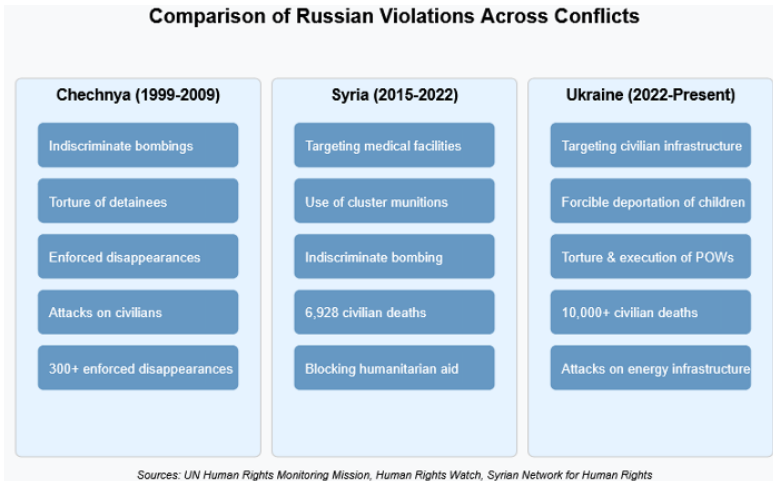 Comparison of Russian Violations Across Conflicts
Chechnya (1999-2009)
Indiscriminate bombings
Torture of detainees
Enforced disappearances
Attacks on civilians
300+ enforced disappearances
Syria (2015-2022)
Targeting medical facilities
Use of cluster munitions
Indiscriminate bombing
6,928 civilian deaths
Blocking humanitarian aid
Ukraine (2022-Present)
Targeting civilian infrastructure
Forcible deportation of children
Torture & execution of POWs
10,000+ civilian deaths
Attacks on energy infrastructure
Sources: UN Human Rights Monitoring Mission, Human Rights Watch, Syrian Network for Human Rights